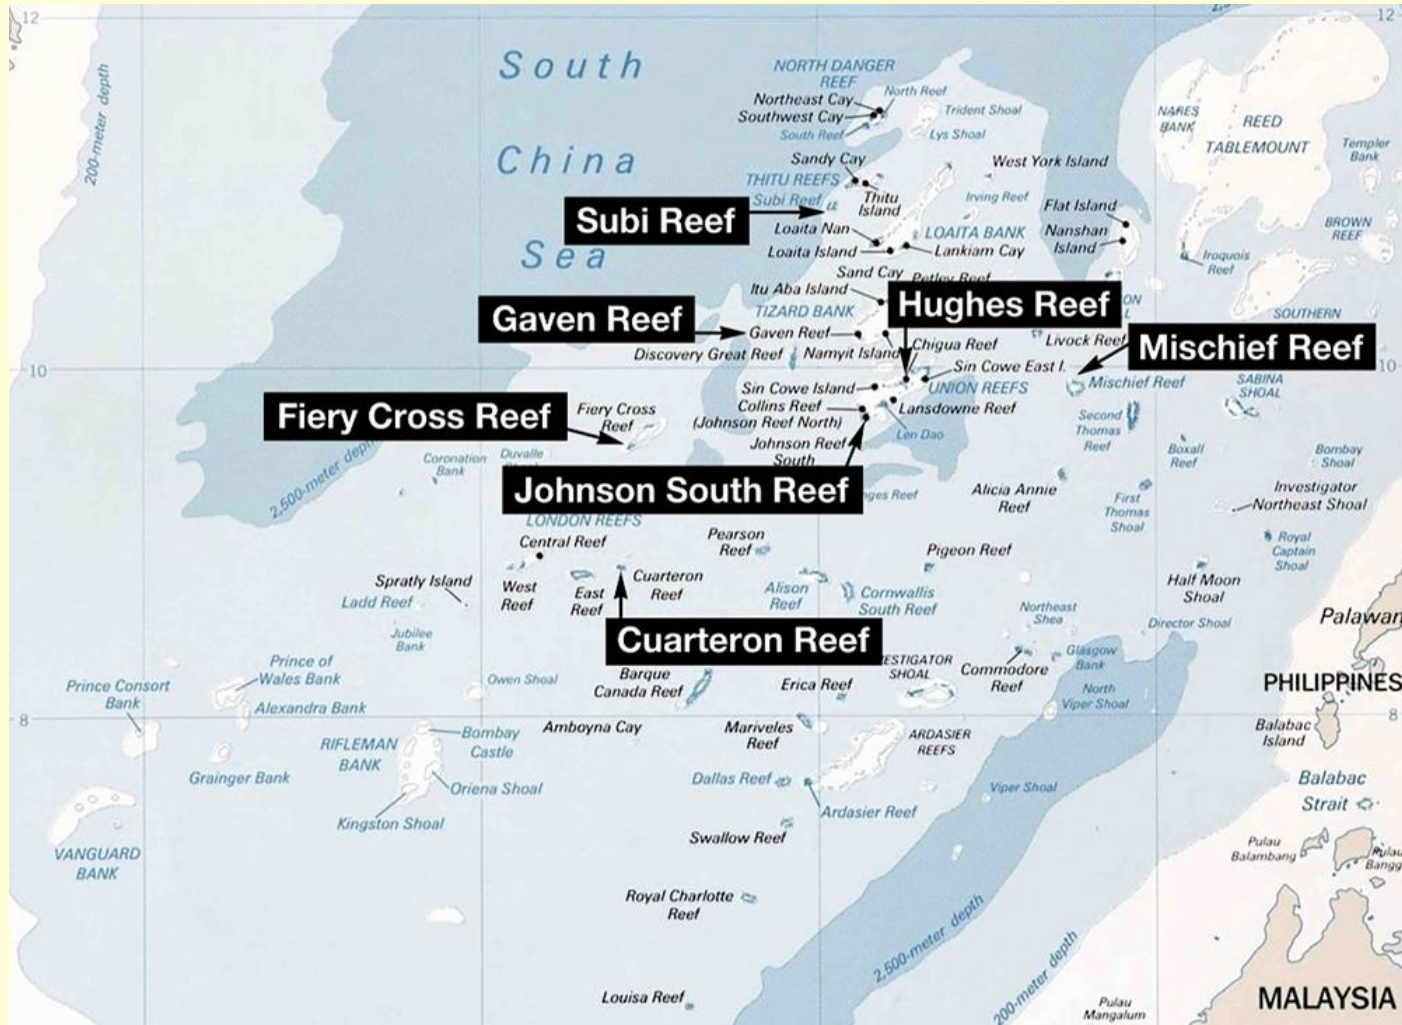 12
12
200-meter depth
South
China
Sea
NORTH DANGER
REEF
North Reef
Northeast Cay
Southwest Cay
South Reef
Trident Shoal
Lys Shoal
NARES
BANK
REED
TABLEMOUNT
Templer
Bank
Sandy Cay
THITU REEFS
Subi Reef
Thitu
Island
West York Island
Irving Reef
Flat Island
Nanshan
Island
BROWN
REEF
Subi Reef
Loaita Nan
Loaita Island
LOAITA BANK
Lankiam Cay
Iroquois
Reef
Sand Cay
Petley Reef
Itu Aba Island
TIZARD BANK
Hughes Reef
SOUTHERN
Gaven Reef
Gaven Reef
Discovery Great Reef
Namyit Island
Chigua Reef
Livock Reef
Mischief Reef
10
10
Sin Cowe East I.
Sin Cowe Island
UNION REEFS
Mischief Reef
SABINA
SHOAL
Collins Reef
(Johnson Reef North)
Lansdowne Reef
Fiery Cross Reef
Fiery Cross
Reef
Johnson Reef
South
Len Dao
Second
Thomas
Reef
Boxall
Reef
Bombay
Shoal
2,500-meter depth
Coronation
Bank
Duvalle
Johnson South Reef
Alicia Annie
Reef
First
Thomas
Shoal
Investigator
Northeast Shoal
LONDON REEFS
Central Reef
Pearson
Reef
Pigeon Reef
Royal
Captain
Shoal
Spratly Island
Ladd Reef
West
Reef
East
Reef
Cuarteron
Reef
Alison
Reef
Cornwallis
South Reef
Half Moon
Shoal
Northeast
Shea
Director Shoal
Palawan
Jubilee
Bank
Cuarteron Reef
Glasgow
Bank
Prince of
Wales Bank
Owen Shoal
Barque
Canada Reef
Erica Reef
SHOAL
Commodore
Reef
North
Viper Shoal
PHILIPPINES
Prince Consort
Bank
Alexandra Bank
8
8
Amboyna Cay
Mariveles
Reef
ARDASIER
REEFS
Balabac
Island
RIFLEMAN
BANK
Bombay
Castle
Grainger Bank
Oriena Shoal
Dallas Reef
Ardasier Reef
Viper Shoal
Balabac
Strait
Kingston Shoal
Swallow Reef
VANGUARD
BANK
Pulau
Balambang
Pulau
Royal Charlotte
Reef
2,500-meter depth
200-meter depth
Louisa Reef
Pulau
Mangalum
MALAYSIA